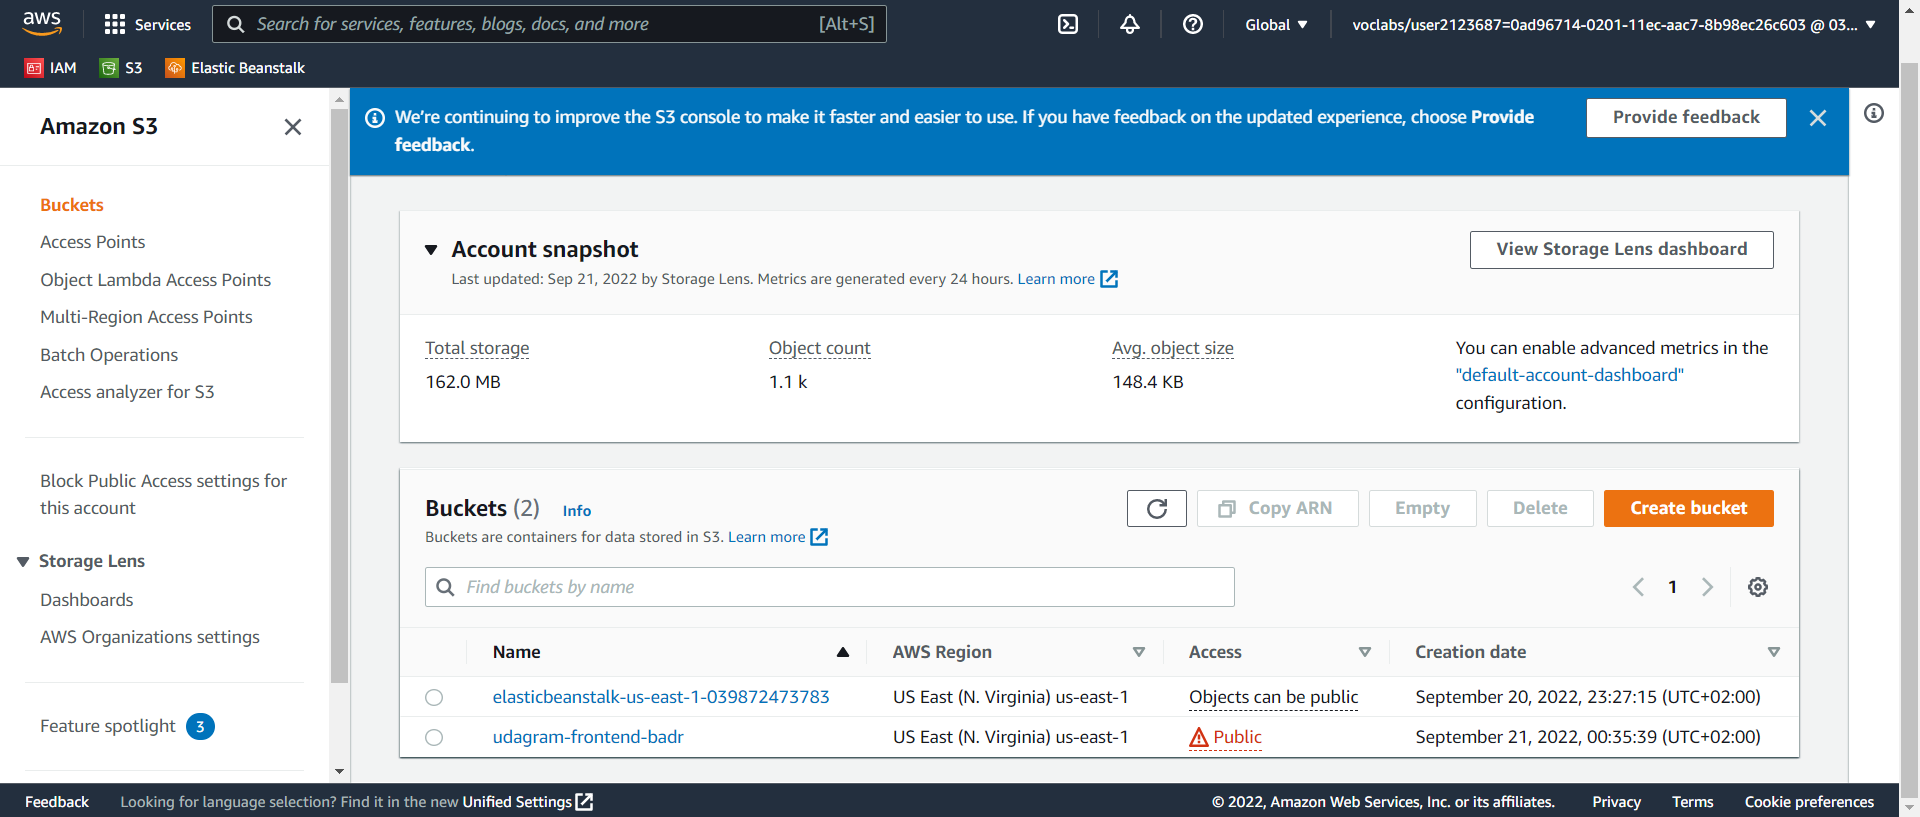 aws
Services
Search for services, features, blogs, docs, and more
[Alt+S]
Global
voclabs/user2123687=0ad96714-0201-11ec-aac7-8b98ec26c603 @ 03...
IAM
S3
Elastic Beanstalk
Amazon S3
Buckets
Access Points
Object Lambda Access Points
Multi-Region Access Points
Batch Operations
Access analyzer for S3
Block Public Access settings for
this account
Storage Lens
Dashboards
AWS Organizations settings
Feature spotlight 3
We're continuing to improve the S3 console to make it faster and easier to use. If you have feedback on the updated experience, choose Provide
feedback.
Provide feedback
Account snapshot
Last updated: Sep 21, 2022 by Storage Lens. Metrics are generated every 24 hours. Learn more
View Storage Lens dashboard
Total storage
162.0 MB
Object count
1.1 k
Avg. object size
148.4 KB
You can enable advanced metrics in the
"default-account-dashboard"
configuration.
Buckets (2) Info
Buckets are containers for data stored in S3. Learn more
Copy ARN
Empty
Delete
Create bucket
Find buckets by name
1
Name AWS Region Access Creation date
elasticbeanstalk-us-east-1-039872473783 US East (N. Virginia) us-east-1 Objects can be public September 20, 2022, 23:27:15 (UTC+02:00)
udagram-frontend-badr US East (N. Virginia) us-east-1 Public September 21, 2022, 00:35:39 (UTC+02:00)
Feedback
Looking for language selection? Find it in the new Unified Settings
© 2022, Amazon Web Services, Inc. or its affiliates.
Privacy
Terms
Cookie preferences